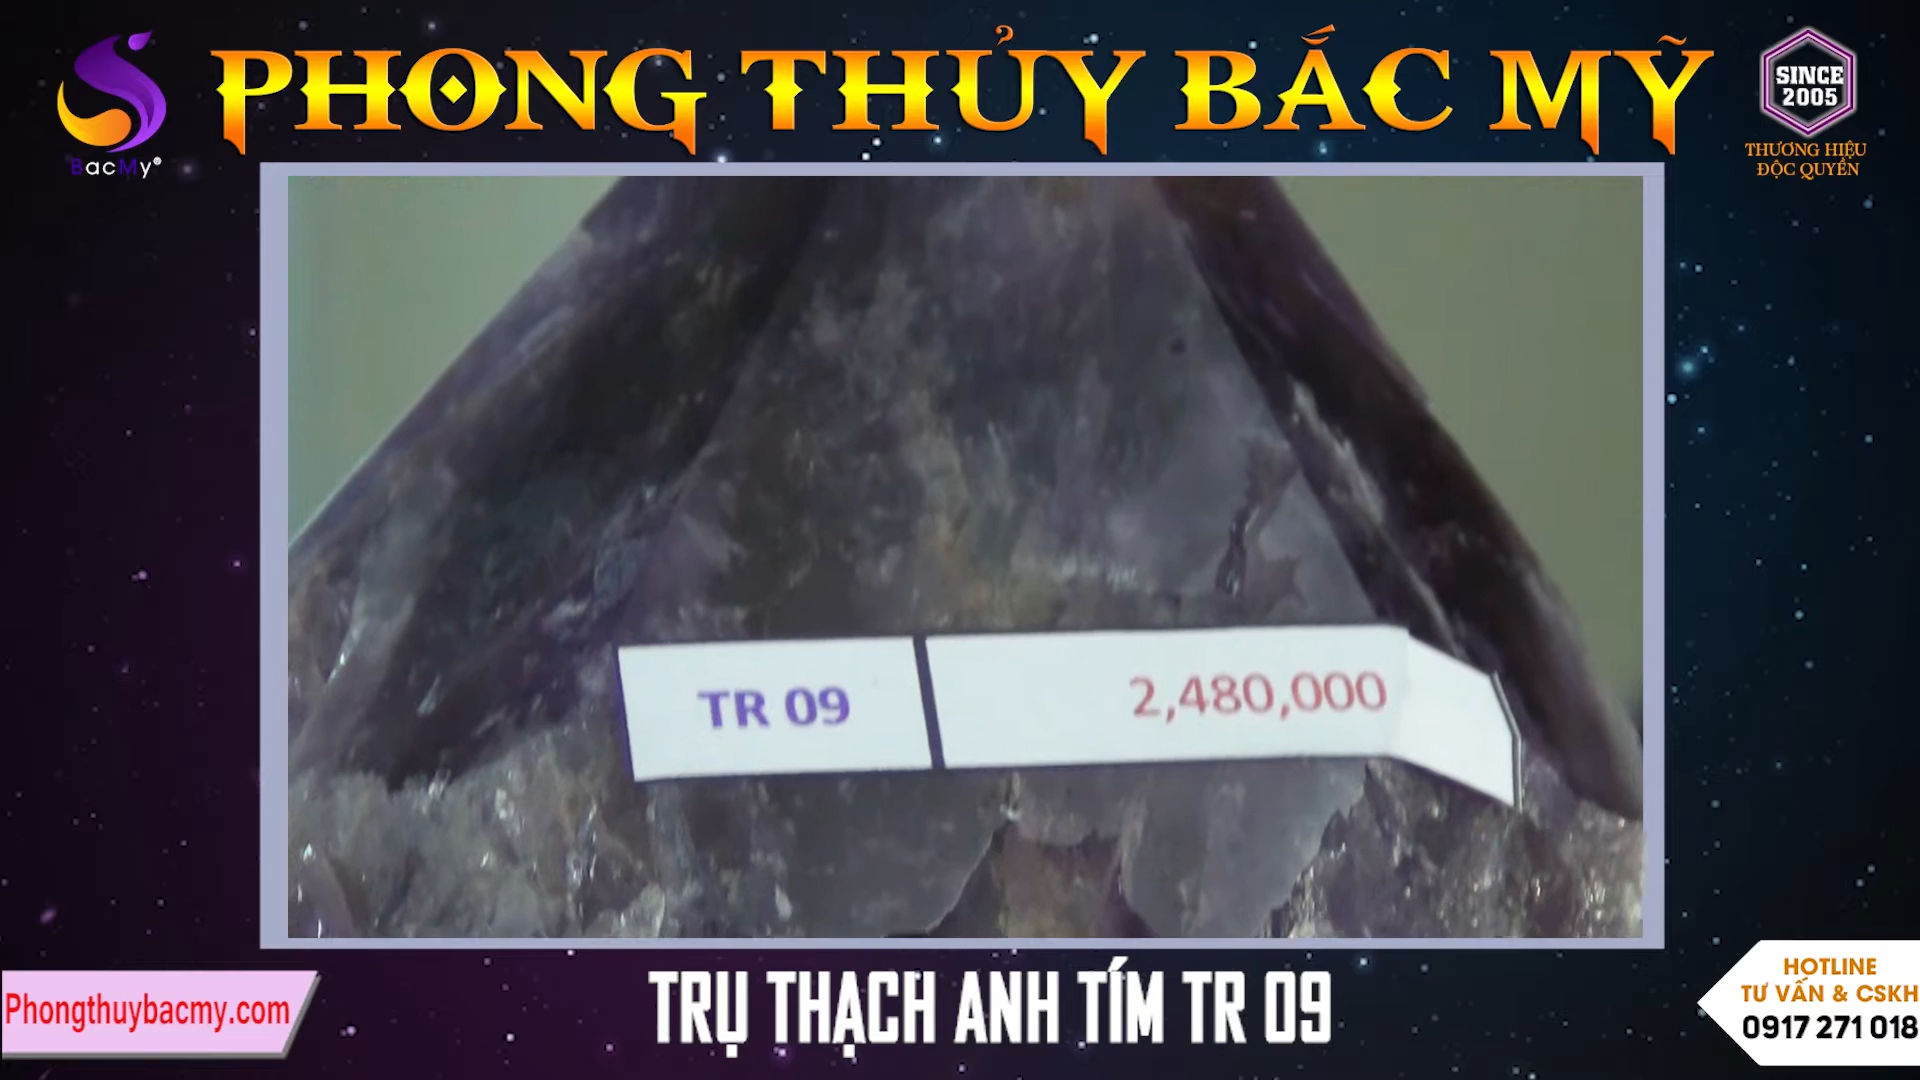 PHONG THỦY BẮC MỸ
BacMy®
SINCE
2005
THƯƠNG HIỆU
ĐỘC QUYỀN
TR 09
2,480,000
TRỤ THẠCH ANH TÍM TR 09
Phongthuybacmy.com
HOTLINE
TƯ VẤN & CSKH
0917 271 018